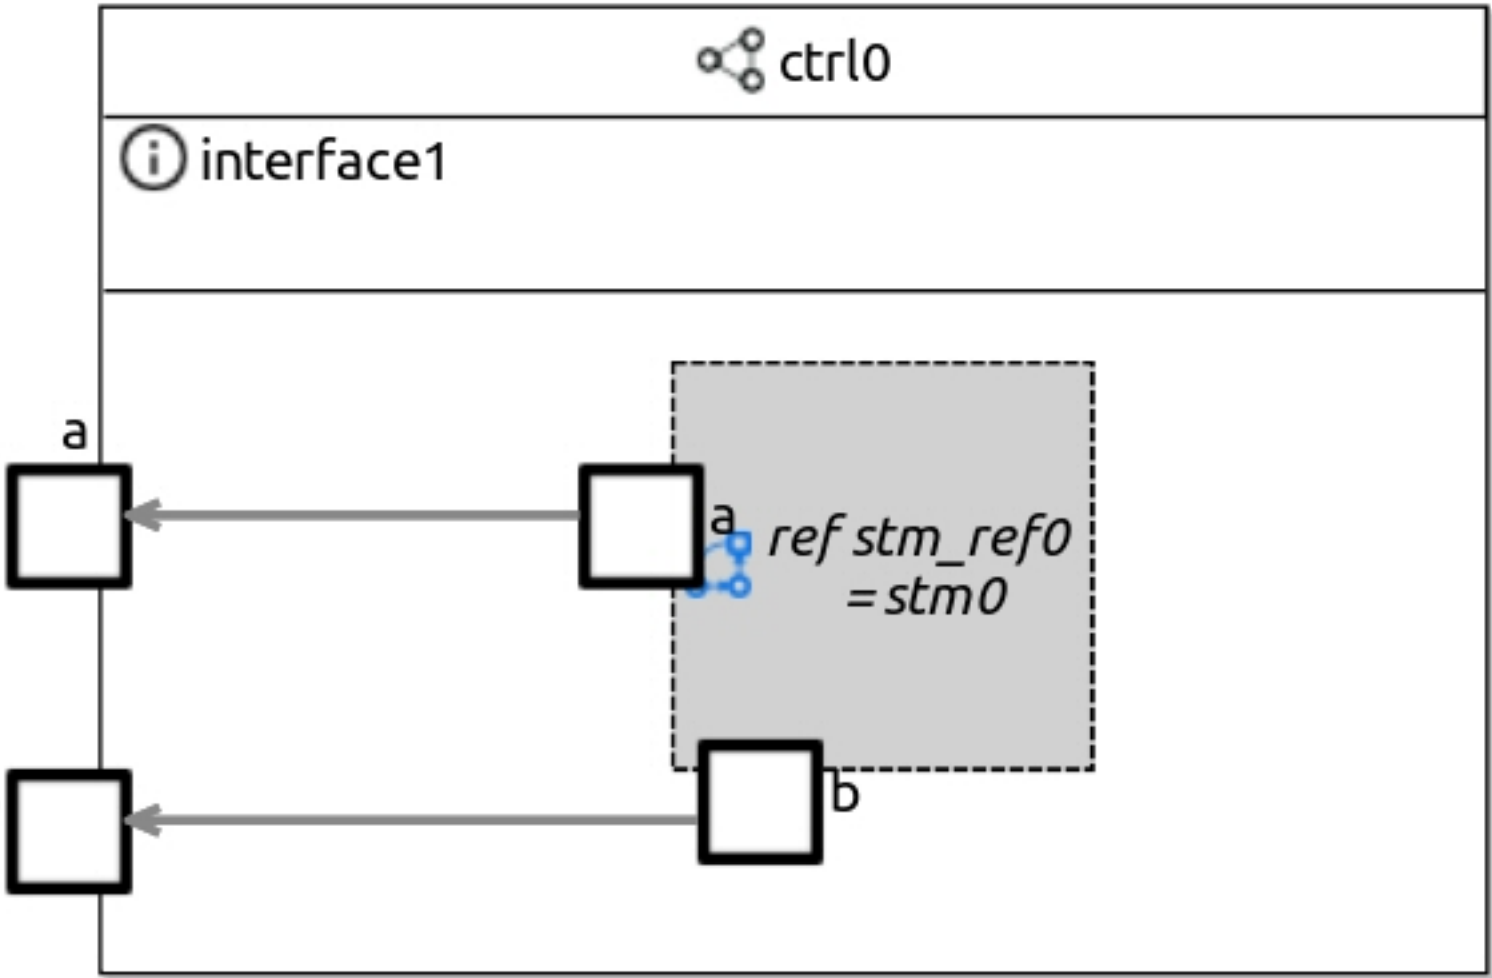 ctrl0
interface1
a
a
ref stm_ref0
= stm0
b